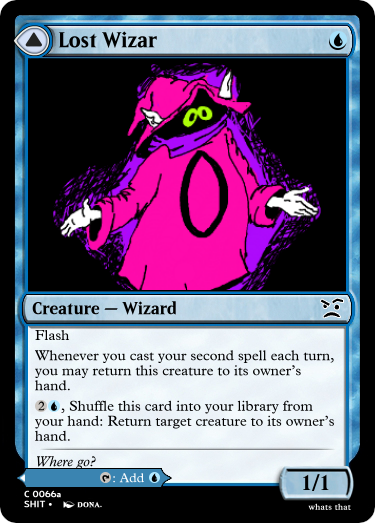 Lost Wizar
Creature — Wizard
Flash
Whenever you cast your second spell each turn,
you may return this creature to its owner's
hand.
2, Shuffle this card into your library from
your hand: Return target creature to its owner's
hand.
Where go?
: Add
1/1
C 0066a
SHIT • DONA.
whats that